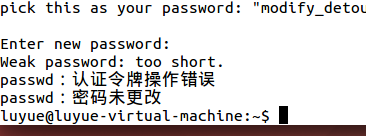 pick this as your password: "modify_detou
Enter new password:
Weak password: too short.
passwd：认证令牌操作错误
passwd：密码未更改
luyue@luyue-virtual-machine:~$